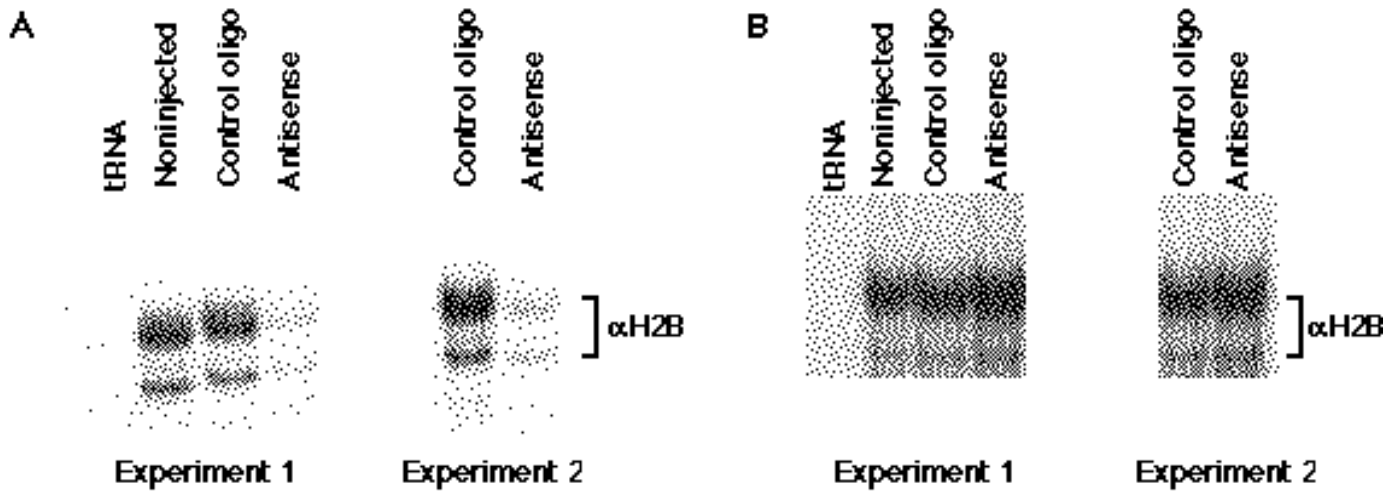 A
tRNA
Noninjected
Control oligo
Antisense
Control oligo
Antisense
αH2B
Experiment 1
Experiment 2
B
tRNA
Noninjected
Control oligo
Antisense
Control oligo
Antisense
αH2B
Experiment 1
Experiment 2